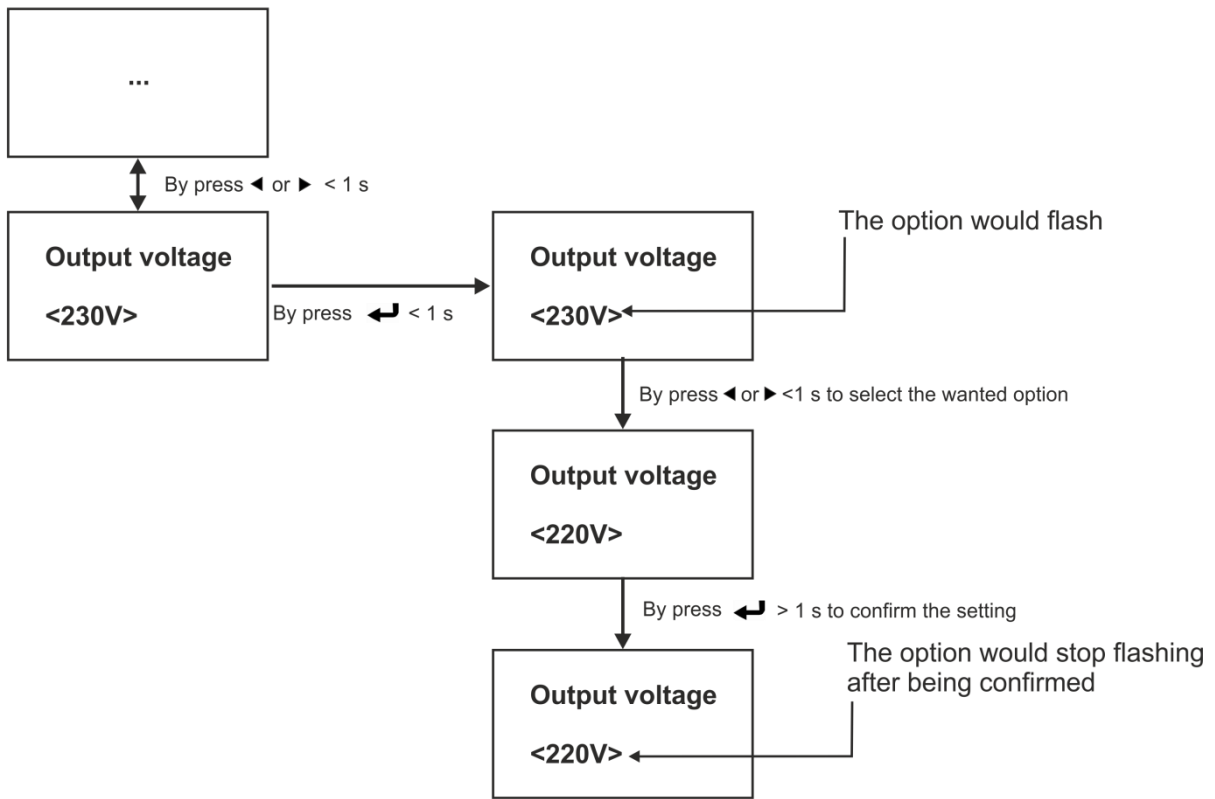 ...
By press ◄ or ► < 1 s
Output voltage
<230V>
By press ↵ < 1 s
Output voltage
<230V>
The option would flash
By press ◄ or ► <1 s to select the wanted option
Output voltage
<220V>
By press ↵ > 1 s to confirm the setting
The option would stop flashing
after being confirmed
Output voltage
<220V>